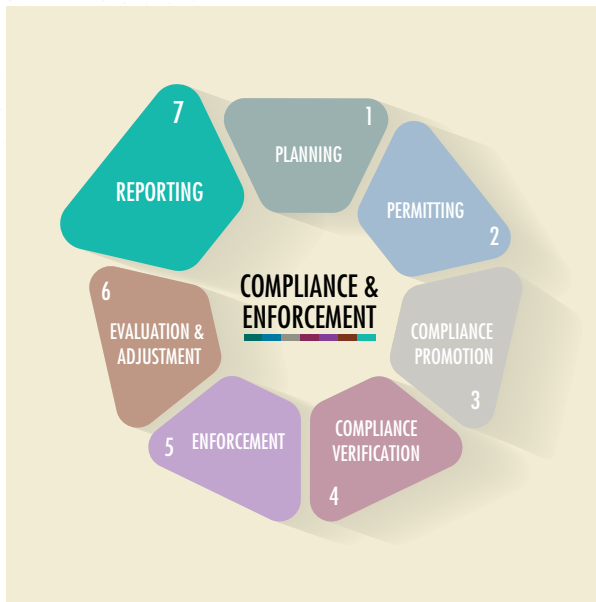 COMPLIANCE &
ENFORCEMENT
1
PLANNING
PERMITTING
2
COMPLIANCE
PROMOTION
3
COMPLIANCE
VERIFICATION
4
ENFORCEMENT
5
6
EVALUATION &
ADJUSTMENT
7
REPORTING